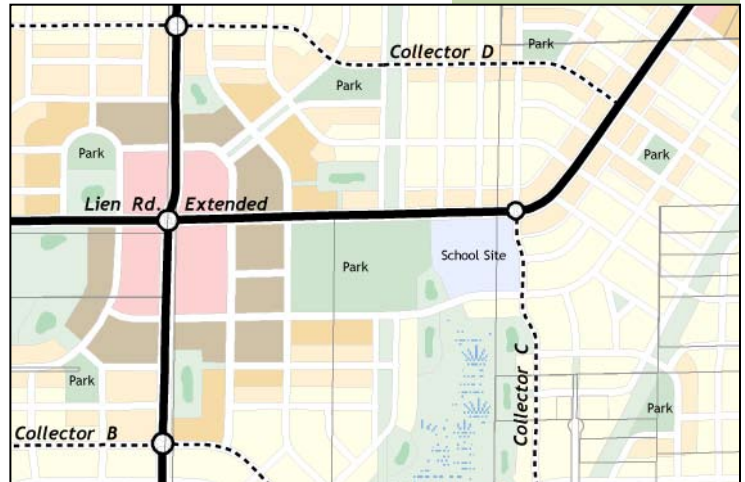 Collector D
Park
Park
Park
Park
Lien Rd. Extended
Park
School Site
Park
Collector C
Park
Collector B